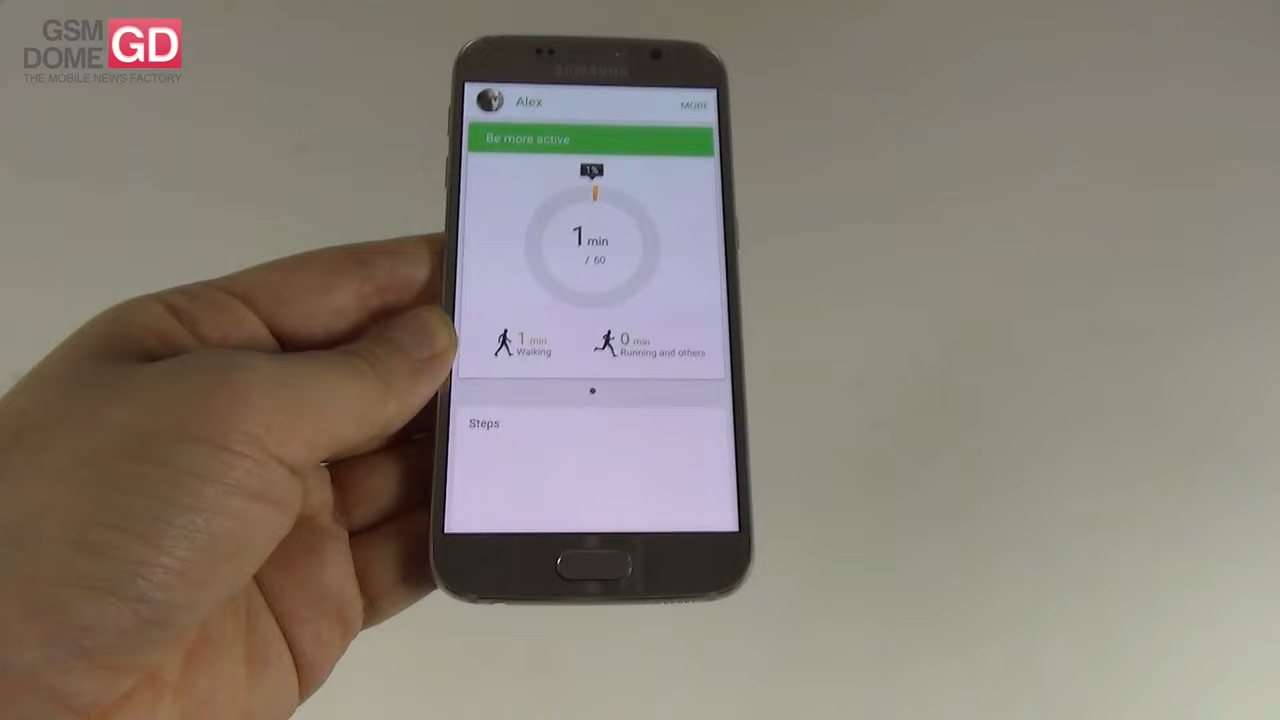 GSM
DOME GD
THE MOBILE NEWS FACTORY
SAMSUNG
Alex
MORE
Be more active
1%
1 min
/ 60
1 min
Walking
0 min
Running and others
Steps